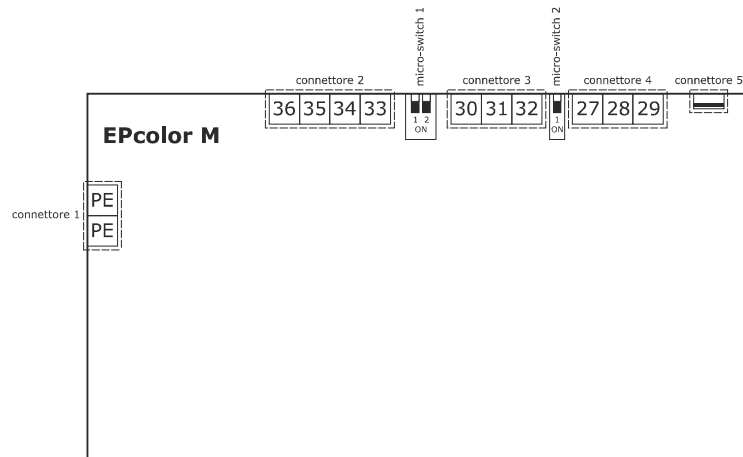 micro-switch 1
micro-switch 2
connettore 2
connettore 3
connettore 4
connettore 5
36 35 34 33
30 31 32
27 28 29
1 2
ON
1
ON
EPcolor M
connettore 1
PE
PE